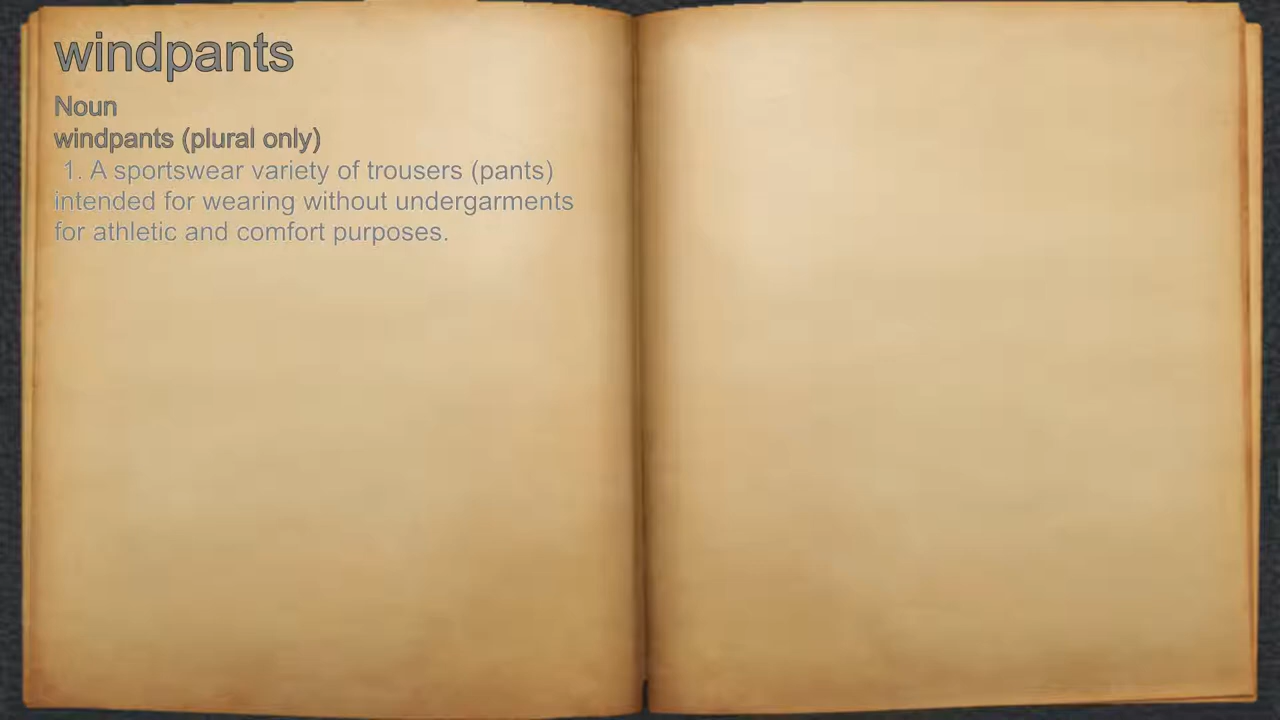 windpants
Noun
windpants (plural only)
1. A sportswear variety of trousers (pants)
intended for wearing without undergarments
for athletic and comfort purposes.